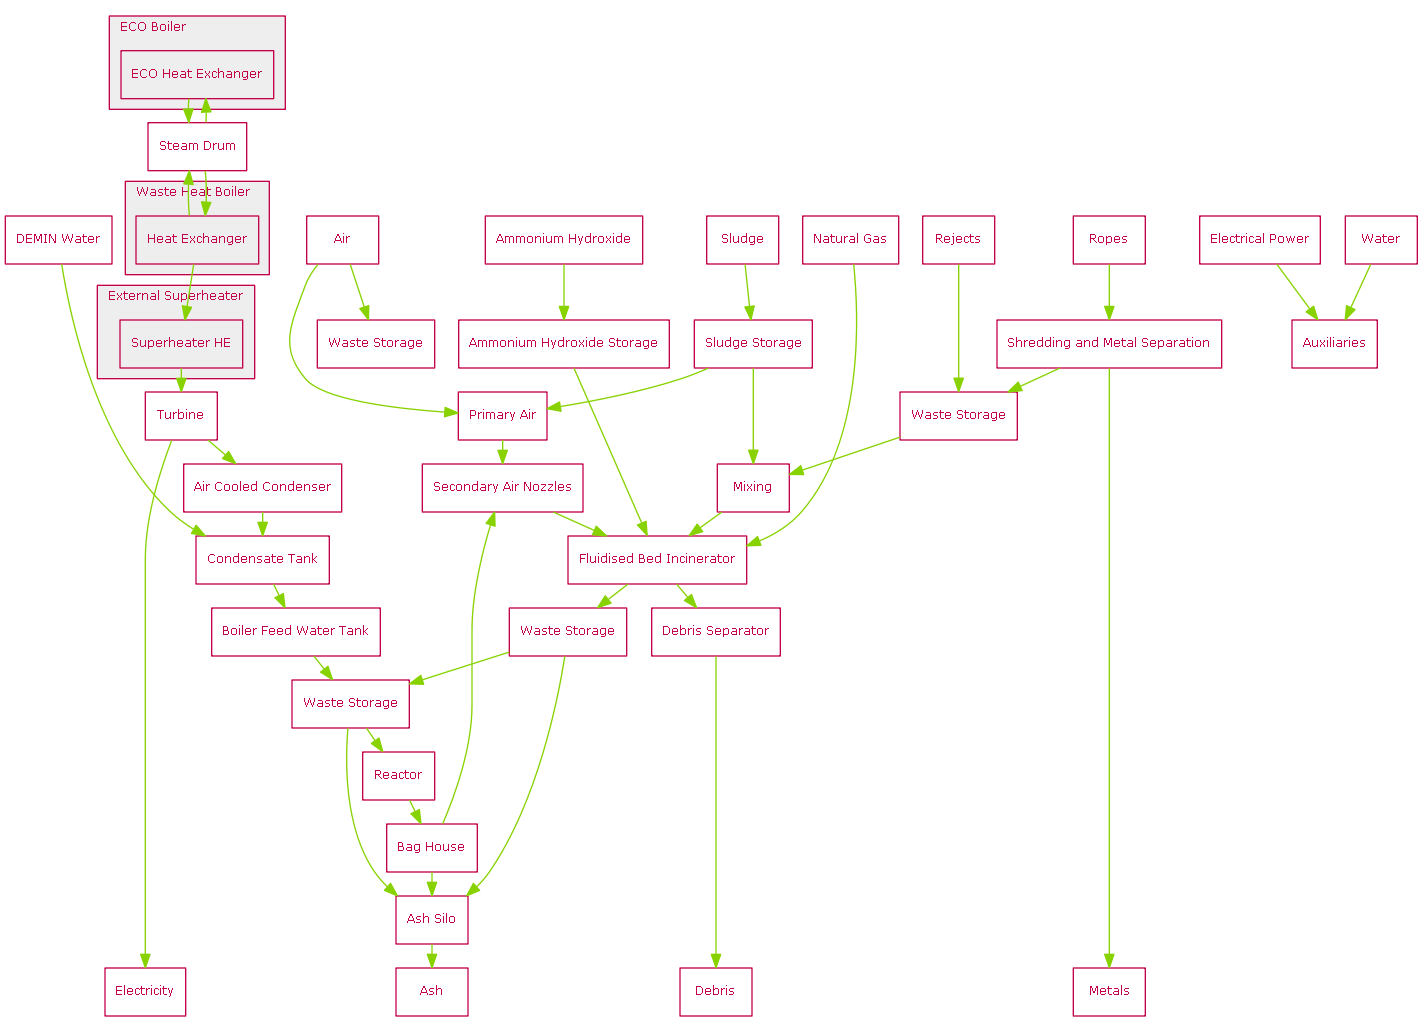 ECO Boiler
ECO Heat Exchanger
Steam Drum
Waste Heat Boiler
DEMIN Water
Heat Exchanger
Air
Ammonium Hydroxide
Sludge
Natural Gas
Rejects
Ropes
Electrical Power
Water
External Superheater
Superheater HE
Waste Storage
Ammonium Hydroxide Storage
Sludge Storage
Shredding and Metal Separation
Auxiliaries
Turbine
Primary Air
Waste Storage
Air Cooled Condenser
Secondary Air Nozzles
Mixing
Condensate Tank
Fluidised Bed Incinerator
Boiler Feed Water Tank
Waste Storage
Debris Separator
Waste Storage
Reactor
Bag House
Ash Silo
Electricity
Ash
Debris
Metals